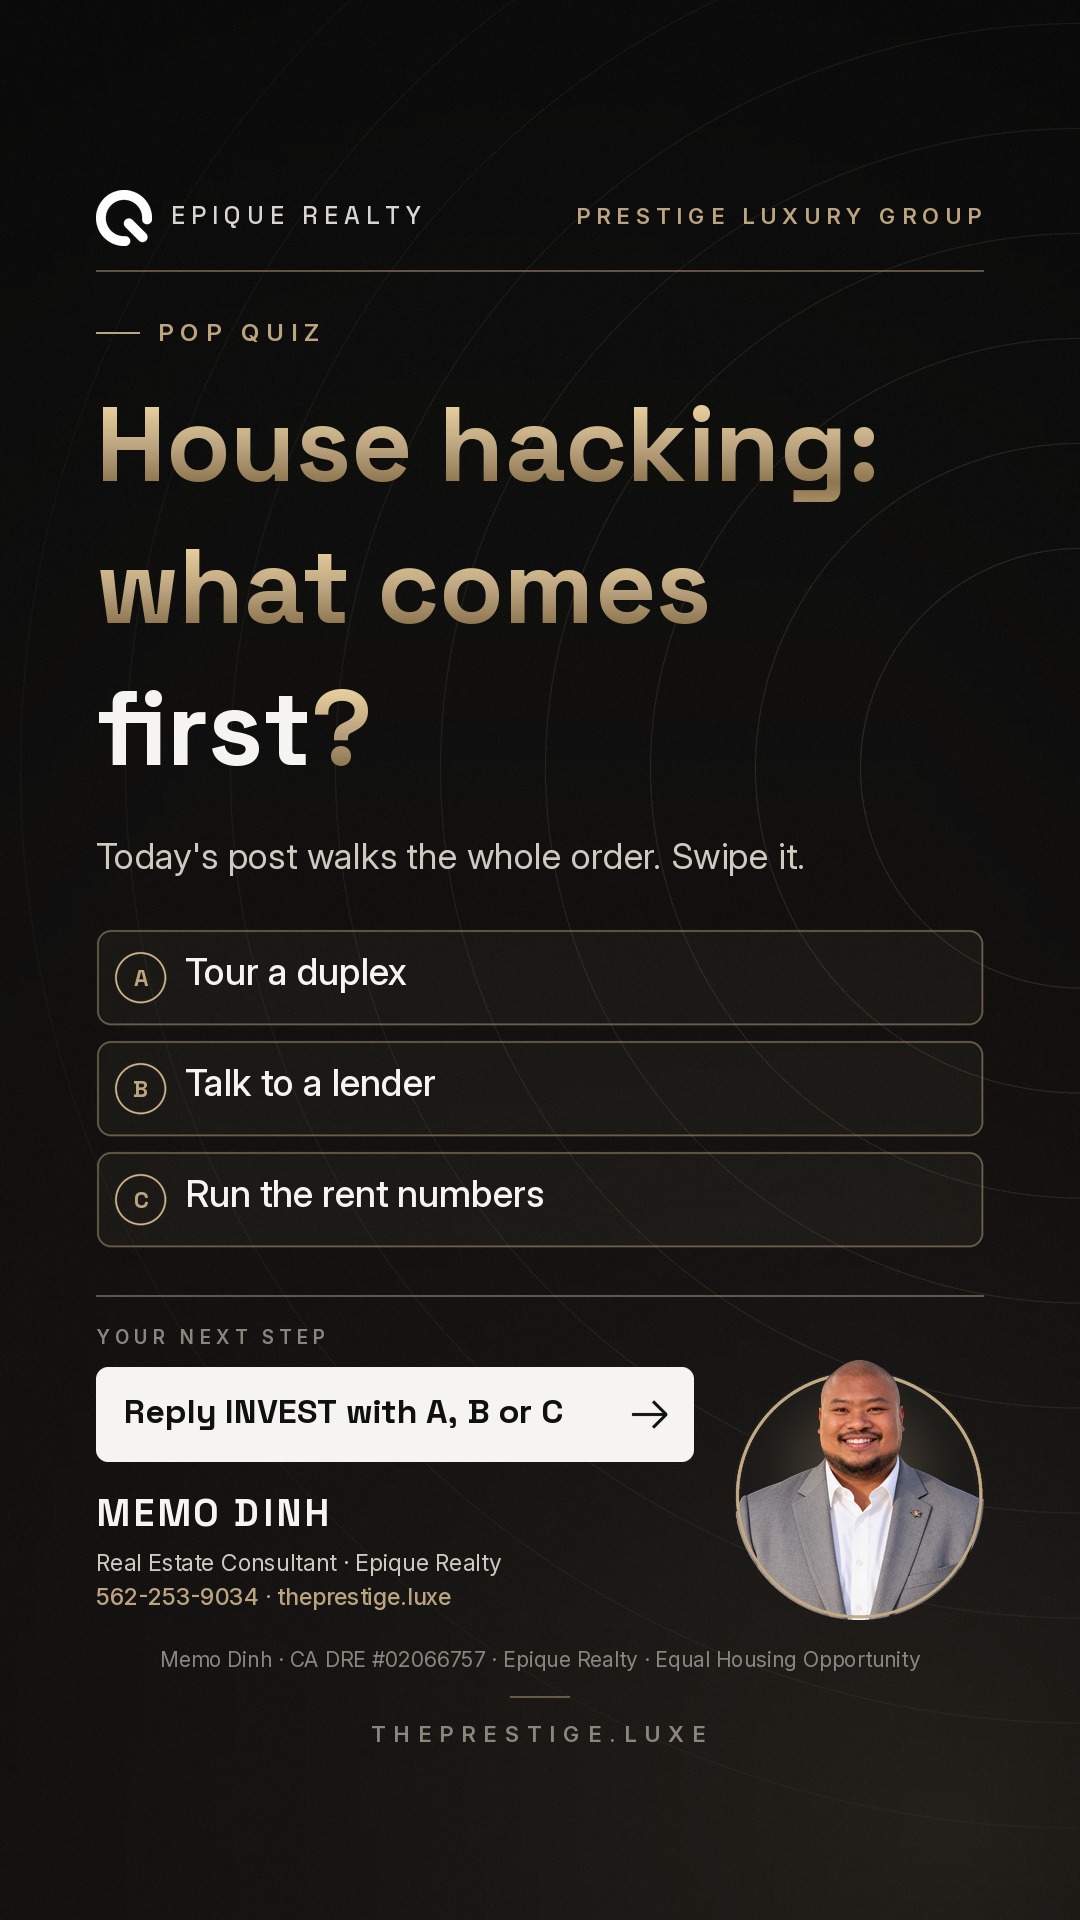 EPIQUE REALTY
PRESTIGE LUXURY GROUP
POP QUIZ
House hacking:
what comes
first?
Today's post walks the whole order. Swipe it.
A Tour a duplex
B Talk to a lender
C Run the rent numbers
YOUR NEXT STEP
Reply INVEST with A, B or C →
MEMO DINH
Real Estate Consultant · Epique Realty
562-253-9034 · theprestige.luxe
Memo Dinh · CA DRE #02066757 · Epique Realty · Equal Housing Opportunity
THEPRESTIGE.LUXE